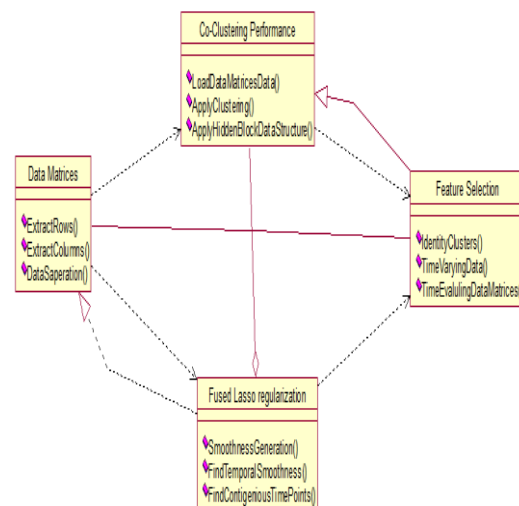 Co-Clustering Performance
LoadDataMatricesData()
ApplyClustering()
ApplyHiddenBlockDataStructure()
Data Matrices
ExtractRows()
ExtractColumns()
DataSaperation()
Feature Selection
IdentityClusters()
TimeVaryingData()
TimeEvalulingDataMatrices(
Fused Lasso regularization
SmoothnessGeneration()
FindTemporalSmoothness()
FindContigeniousTimePoints()